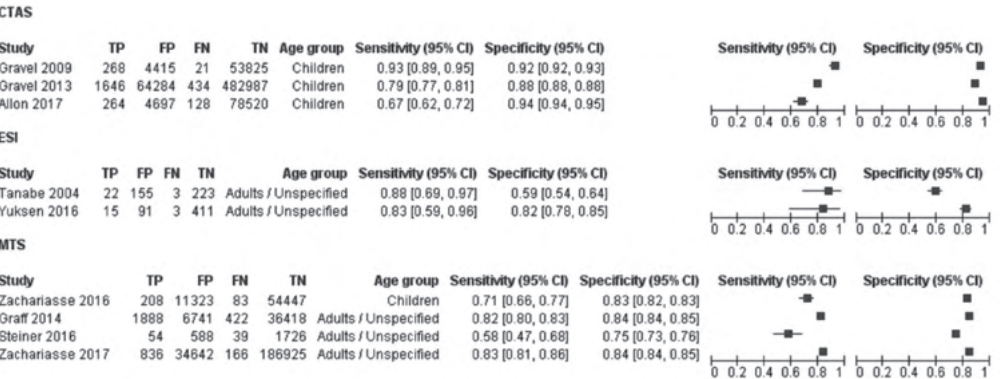 CTAS
Study TP FP FN TN Age group Sensitivity (95% CI) Specificity (95% CI) Sensitivity (95% CI) Specificity (95% CI)
Gravel 2009 268 4415 21 53825 Children 0.93 [0.89, 0.95] 0.92 [0.92, 0.93]
Gravel 2013 1646 64284 434 482987 Children 0.79 [0.77, 0.81] 0.88 [0.88, 0.88]
Allon 2017 264 4697 128 78520 Children 0.67 [0.62, 0.72] 0.94 [0.94, 0.95]
0 0.2 0.4 0.6 0.8 1 0 0.2 0.4 0.6 0.8 1
ESI
Study TP FP FN TN Age group Sensitivity (95% CI) Specificity (95% CI) Sensitivity (95% CI) Specificity (95% CI)
Tanabe 2004 22 155 3 223 Adults / Unspecified 0.88 [0.69, 0.97] 0.59 [0.54, 0.64]
Yuksen 2016 15 91 3 411 Adults / Unspecified 0.83 [0.59, 0.96] 0.82 [0.78, 0.85]
0 0.2 0.4 0.6 0.8 1 0 0.2 0.4 0.6 0.8 1
MTS
Study TP FP FN TN Age group Sensitivity (95% CI) Specificity (95% CI) Sensitivity (95% CI) Specificity (95% CI)
Zachariasse 2016 208 11323 83 54447 Children 0.71 [0.66, 0.77] 0.83 [0.82, 0.83]
Graff 2014 1888 6741 422 36418 Adults / Unspecified 0.82 [0.80, 0.83] 0.84 [0.84, 0.85]
Steiner 2016 54 588 39 1726 Adults / Unspecified 0.58 [0.47, 0.68] 0.75 [0.73, 0.76]
Zachariasse 2017 836 34642 166 186925 Adults / Unspecified 0.83 [0.81, 0.86] 0.84 [0.84, 0.85]
0 0.2 0.4 0.6 0.8 1 0 0.2 0.4 0.6 0.8 1